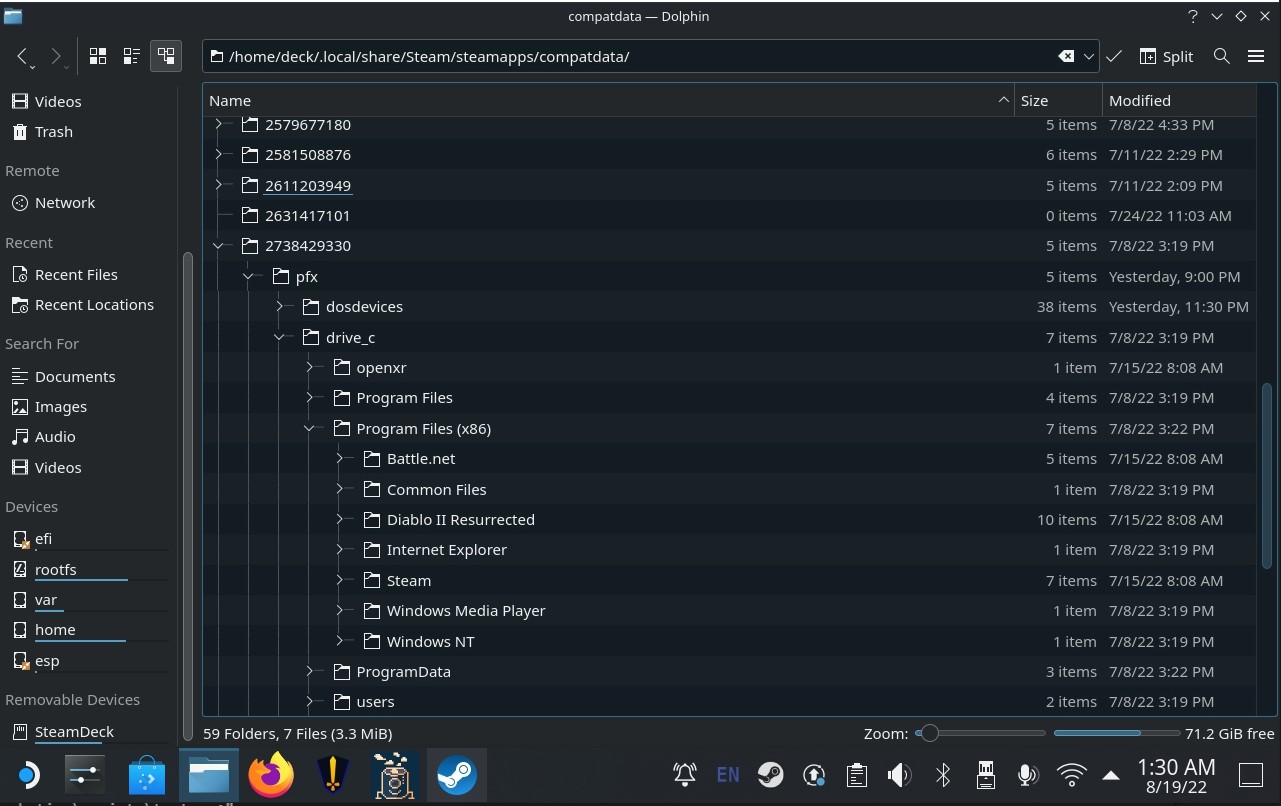 compatdata — Dolphin
/home/deck/.local/share/Steam/steamapps/compatdata/
Split
Videos
Trash
Remote
Network
Recent
Recent Files
Recent Locations
Search For
Documents
Images
Audio
Videos
Devices
efi
rootfs
var
home
esp
Removable Devices
SteamDeck
Name Size Modified
2579677180 5 items 7/8/22 4:33 PM
2581508876 6 items 7/11/22 2:29 PM
2611203949 5 items 7/11/22 2:09 PM
2631417101 0 items 7/24/22 11:03 AM
2738429330 5 items 7/8/22 3:19 PM
pfx 5 items Yesterday, 9:00 PM
dosdevices 38 items Yesterday, 11:30 PM
drive_c 7 items 7/8/22 3:19 PM
openxr 1 item 7/15/22 8:08 AM
Program Files 4 items 7/8/22 3:19 PM
Program Files (x86) 7 items 7/8/22 3:22 PM
Battle.net 5 items 7/15/22 8:08 AM
Common Files 1 item 7/8/22 3:19 PM
Diablo II Resurrected 10 items 7/15/22 8:08 AM
Internet Explorer 1 item 7/8/22 3:19 PM
Steam 7 items 7/15/22 8:08 AM
Windows Media Player 1 item 7/8/22 3:19 PM
Windows NT 1 item 7/8/22 3:19 PM
ProgramData 3 items 7/8/22 3:22 PM
users 2 items 7/8/22 3:19 PM
59 Folders, 7 Files (3.3 MiB) Zoom: 71.2 GiB free
EN
1:30 AM
8/19/22